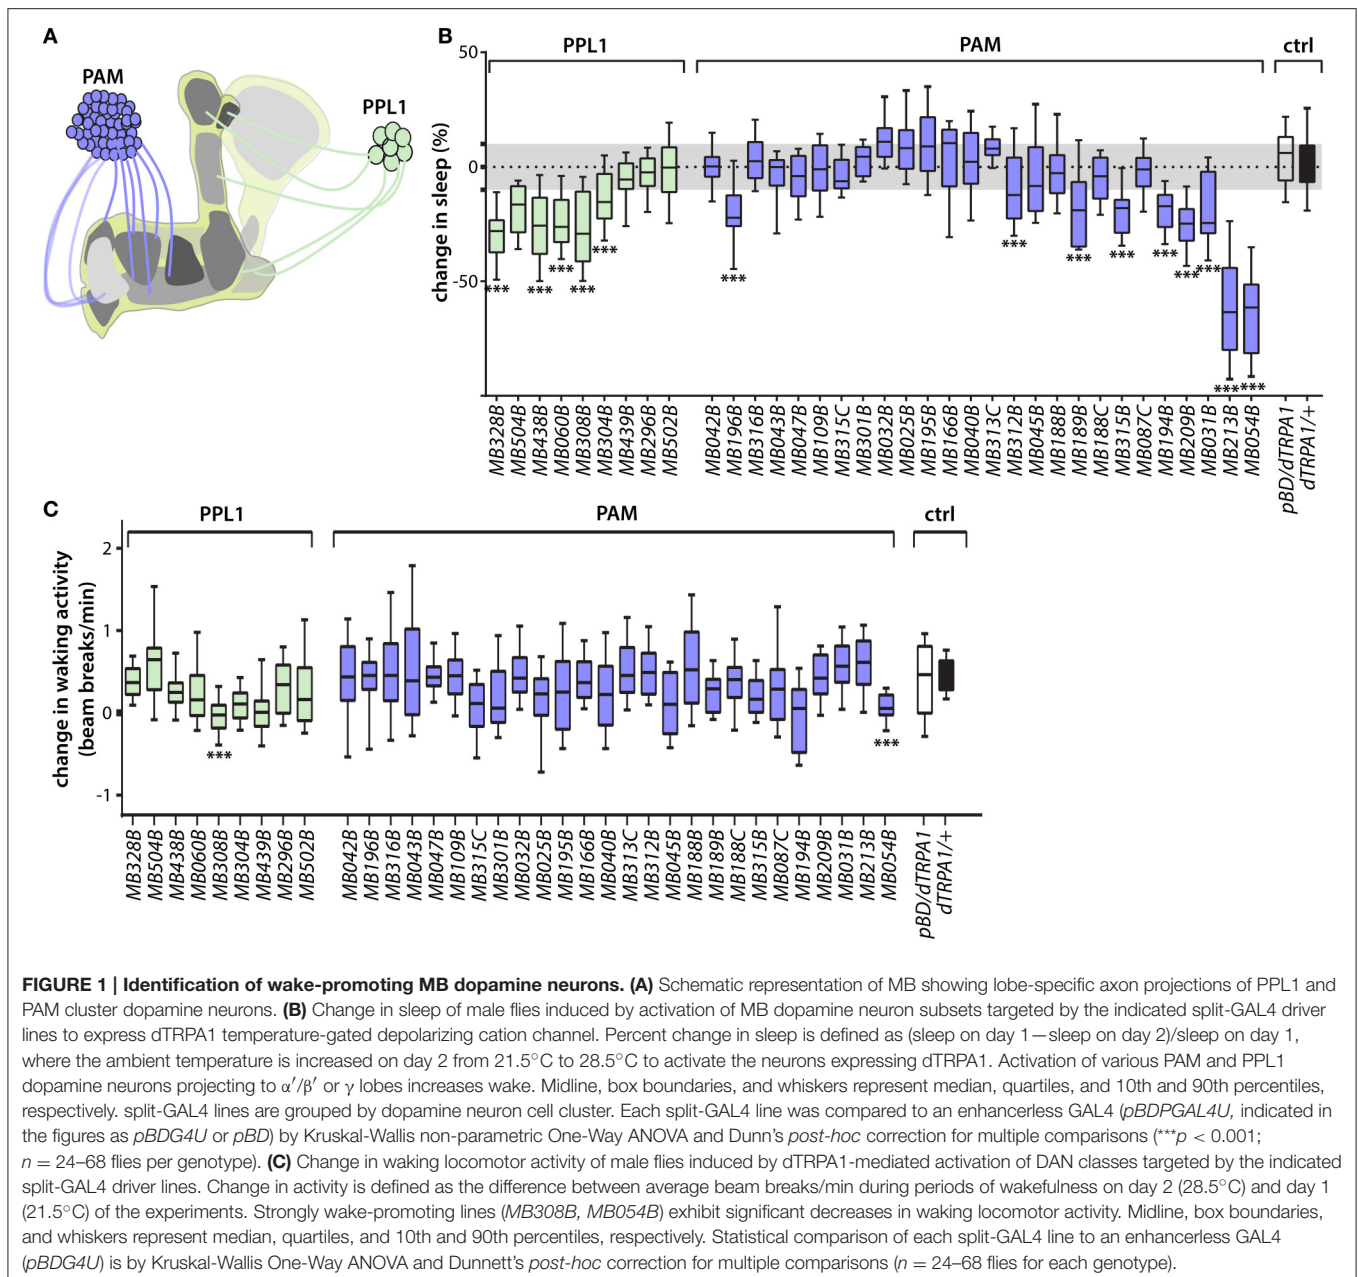 A
PAM
PPL1
B
PPL1
PAM
ctrl
50
0
-50
change in sleep (%)
***
***
***
***
***
***
***
***
***
***
***
***
***
***
MB328B
MB504B
MB438B
MB060B
MB308B
MB304B
MB439B
MB296B
MB502B
MB042B
MB196B
MB316B
MB043B
MB047B
MB109B
MB315C
MB301B
MB032B
MB025B
MB195B
MB166B
MB040B
MB313C
MB312B
MB045B
MB188B
MB189B
MB188C
MB315B
MB087C
MB194B
MB209B
MB031B
MB213B
MB054B
pBD/dTRPA1
dTRPA1/+
C
PPL1
PAM
ctrl
2
1
0
-1
change in waking activity
(beam breaks/min)
***
***
MB328B
MB504B
MB438B
MB060B
MB308B
MB304B
MB439B
MB296B
MB502B
MB042B
MB196B
MB316B
MB043B
MB047B
MB109B
MB315C
MB301B
MB032B
MB025B
MB195B
MB166B
MB040B
MB313C
MB312B
MB045B
MB188B
MB189B
MB188C
MB315B
MB087C
MB194B
MB209B
MB031B
MB213B
MB054B
pBD/dTRPA1
dTRPA1/+
FIGURE 1 | Identification of wake-promoting MB dopamine neurons. (A) Schematic representation of MB showing lobe-specific axon projections of PPL1 and
PAM cluster dopamine neurons. (B) Change in sleep of male flies induced by activation of MB dopamine neuron subsets targeted by the indicated split-GAL4 driver
lines to express dTRPA1 temperature-gated depolarizing cation channel. Percent change in sleep is defined as (sleep on day 1—sleep on day 2)/sleep on day 1,
where the ambient temperature is increased on day 2 from 21.5°C to 28.5°C to activate the neurons expressing dTRPA1. Activation of various PAM and PPL1
dopamine neurons projecting to α′/β′ or γ lobes increases wake. Midline, box boundaries, and whiskers represent median, quartiles, and 10th and 90th percentiles,
respectively. split-GAL4 lines are grouped by dopamine neuron cell cluster. Each split-GAL4 line was compared to an enhancerless GAL4 (pBDPGAL4U, indicated in
the figures as pBDG4U or pBD) by Kruskal-Wallis non-parametric One-Way ANOVA and Dunn's post-hoc correction for multiple comparisons (***p < 0.001;
n = 24–68 flies per genotype). (C) Change in waking locomotor activity of male flies induced by dTRPA1-mediated activation of DAN classes targeted by the indicated
split-GAL4 driver lines. Change in activity is defined as the difference between average beam breaks/min during periods of wakefulness on day 2 (28.5°C) and day 1
(21.5°C) of the experiments. Strongly wake-promoting lines (MB308B, MB054B) exhibit significant decreases in waking locomotor activity. Midline, box boundaries,
and whiskers represent median, quartiles, and 10th and 90th percentiles, respectively. Statistical comparison of each split-GAL4 line to an enhancerless GAL4
(pBDG4U) is by Kruskal-Wallis One-Way ANOVA and Dunnett's post-hoc correction for multiple comparisons (n = 24–68 flies for each genotype).